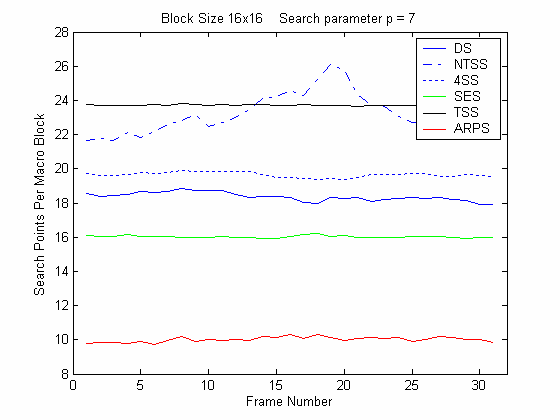 Block Size 16x16    Search parameter p = 7
Search Points Per Macro Block
28
26
24
22
20
18
16
14
12
10
8
DS
NTSS
4SS
SES
TSS
ARPS
0 5 10 15 20 25 30
Frame Number